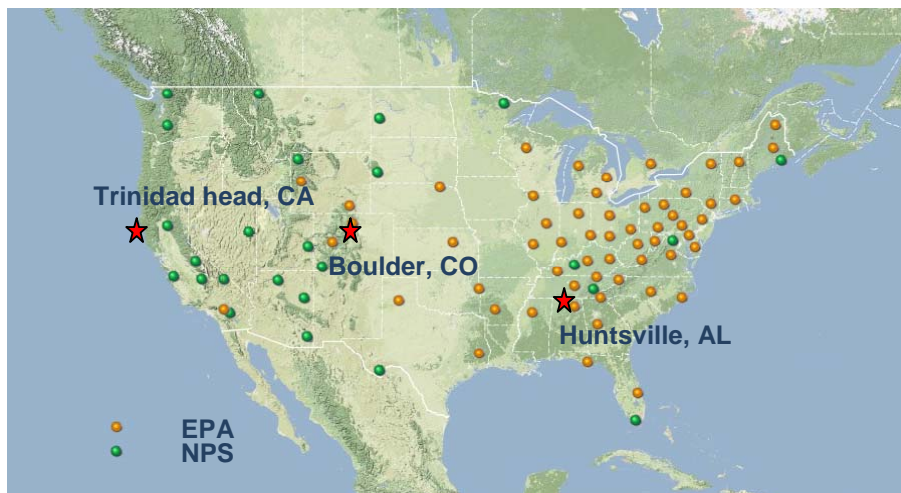 Trinidad head, CA
Boulder, CO
Huntsville, AL
EPA
NPS